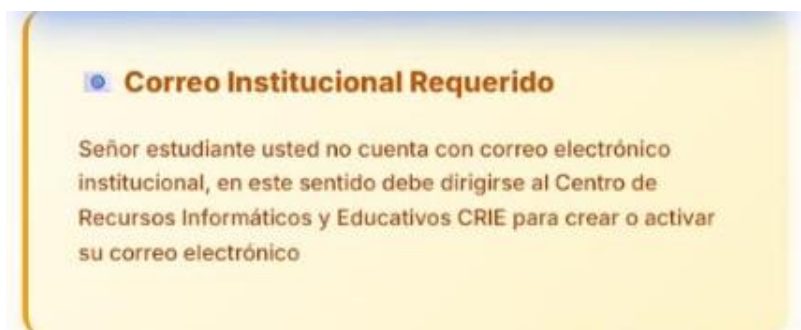 Correo Institucional Requerido
Señor estudiante usted no cuenta con correo electrónico
institucional, en este sentido debe dirigirse al Centro de
Recursos Informáticos y Educativos CRIE para crear o activar
su correo electrónico